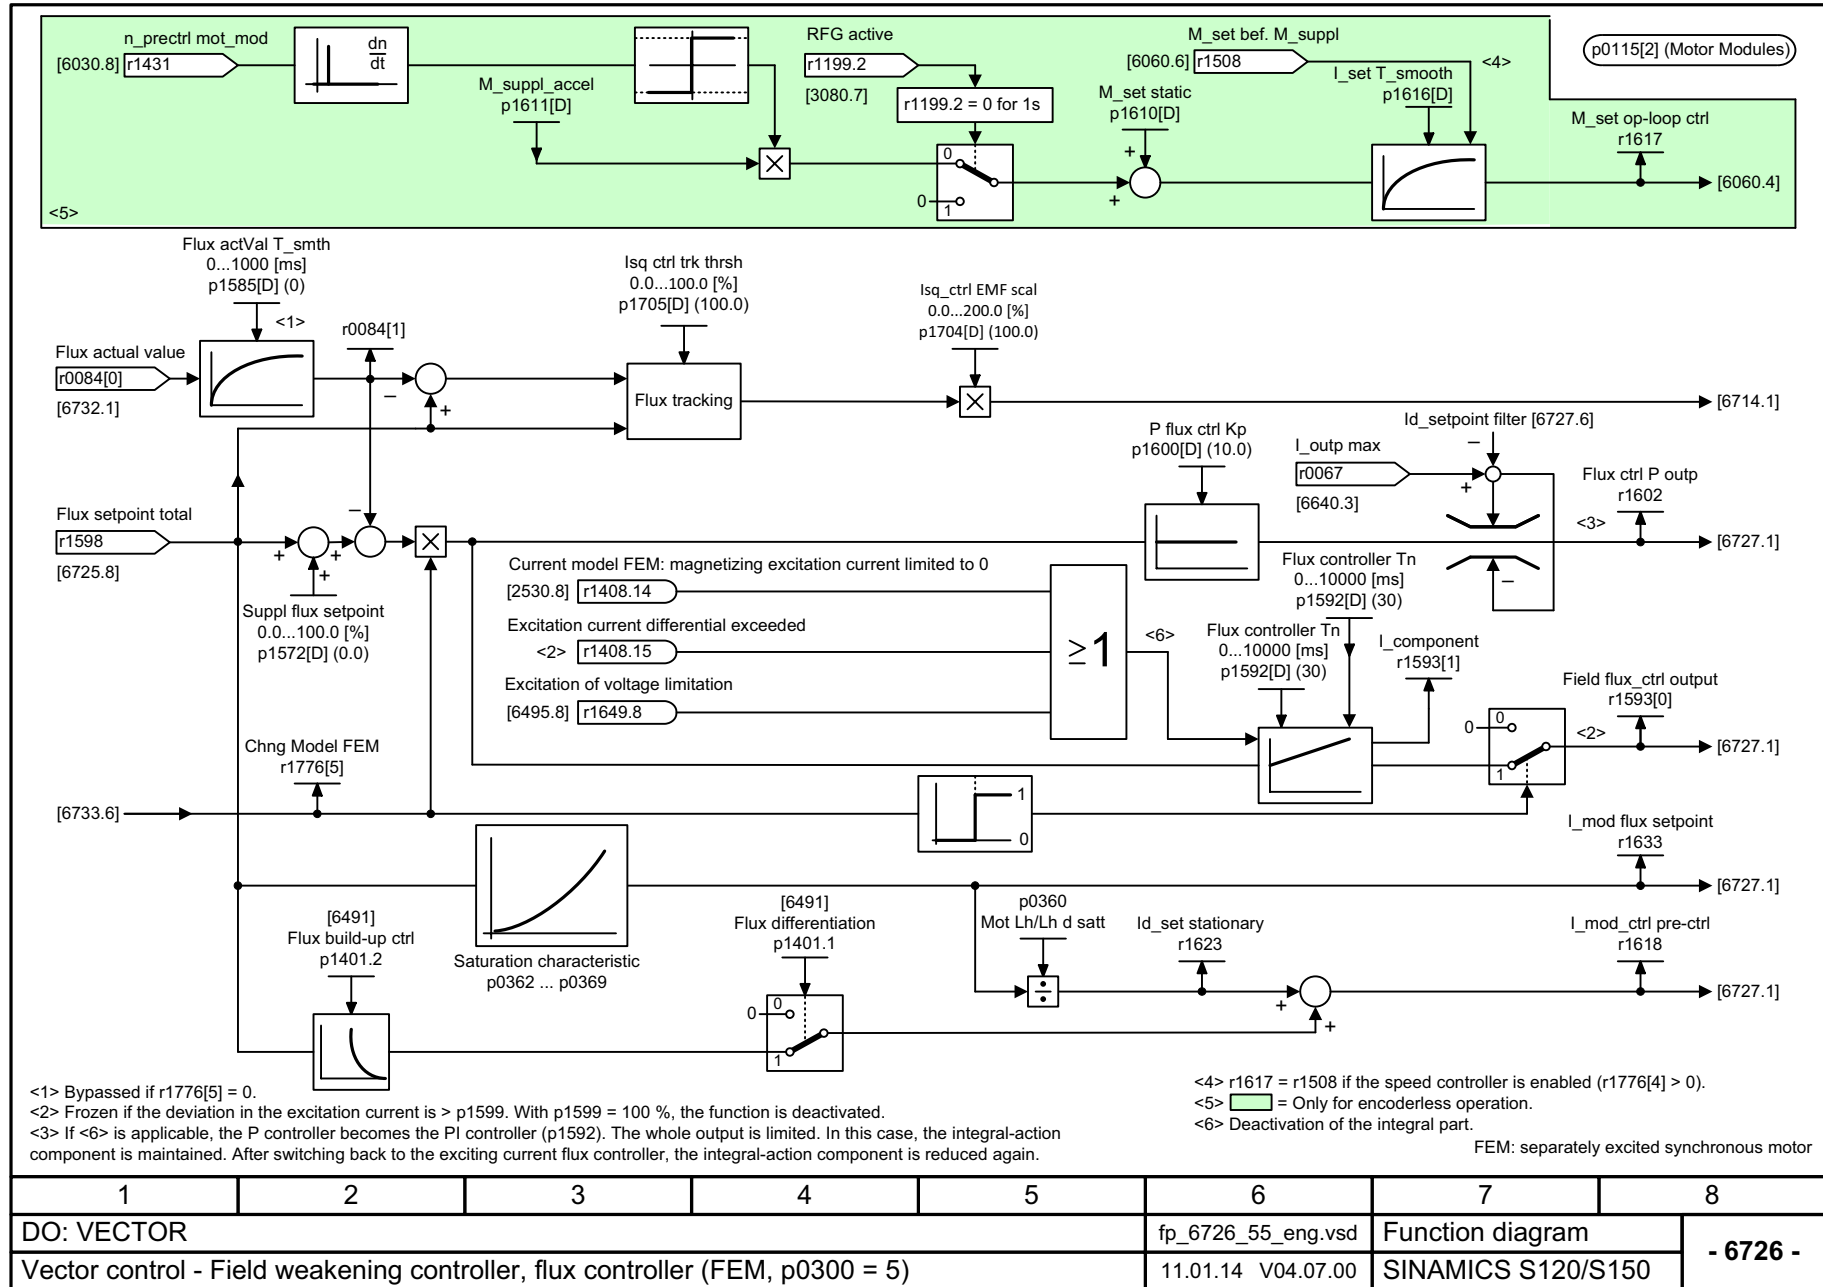 n_prectrl mot_mod
[6030.8] r1431
dn
dt
M_suppl_accel
p1611[D]
RFG active
r1199.2
[3080.7]
r1199.2 = 0 for 1s
0
0
1
M_set bef. M_suppl
[6060.6] r1508
<4>
M_set static
p1610[D]
+
+
I_set T_smooth
p1616[D]
p0115[2] (Motor Modules)
M_set op-loop ctrl
r1617
[6060.4]
<5>
Flux actVal T_smth
0...1000 [ms]
p1585[D] (0)
<1>
r0084[1]
Flux actual value
r0084[0]
[6732.1]
–
+
Isq ctrl trk thrsh
0.0...100.0 [%]
p1705[D] (100.0)
Flux tracking
Isq_ctrl EMF scal
0.0...200.0 [%]
p1704[D] (100.0)
[6714.1]
Flux setpoint total
r1598
[6725.8]
+
+
+
–
Suppl flux setpoint
0.0...100.0 [%]
p1572[D] (0.0)
P flux ctrl Kp
p1600[D] (10.0)
Id_setpoint filter [6727.6]
–
I_outp max
r0067
+
[6640.3]
–
Flux ctrl P outp
r1602
<3>
[6727.1]
Current model FEM: magnetizing excitation current limited to 0
[2530.8] r1408.14
Excitation current differential exceeded
<2> r1408.15
Excitation of voltage limitation
[6495.8] r1649.8
≥1
<6>
Flux controller Tn
0...10000 [ms]
p1592[D] (30)
Flux controller Tn
0...10000 [ms]
p1592[D] (30)
I_component
r1593[1]
0
0
1
<2>
Field flux_ctrl output
r1593[0]
[6727.1]
Chng Model FEM
r1776[5]
[6733.6]
1
0
I_mod flux setpoint
r1633
[6727.1]
Saturation characteristic
p0362 ... p0369
[6491]
Flux build-up ctrl
p1401.2
[6491]
Flux differentiation
p1401.1
0
0
1
p0360
Mot Lh/Lh d satt
÷
Id_set stationary
r1623
+
+
I_mod_ctrl pre-ctrl
r1618
[6727.1]
<1> Bypassed if r1776[5] = 0.
<2> Frozen if the deviation in the excitation current is > p1599. With p1599 = 100 %, the function is deactivated.
<3> If <6> is applicable, the P controller becomes the PI controller (p1592). The whole output is limited. In this case, the integral-action
component is maintained. After switching back to the exciting current flux controller, the integral-action component is reduced again.
<4> r1617 = r1508 if the speed controller is enabled (r1776[4] > 0).
<5> = Only for encoderless operation.
<6> Deactivation of the integral part.
FEM: separately excited synchronous motor
1 2 3 4 5 6 7 8
DO: VECTOR
fp_6726_55_eng.vsd
Function diagram
- 6726 -
Vector control - Field weakening controller, flux controller (FEM, p0300 = 5)
11.01.14 V04.07.00
SINAMICS S120/S150